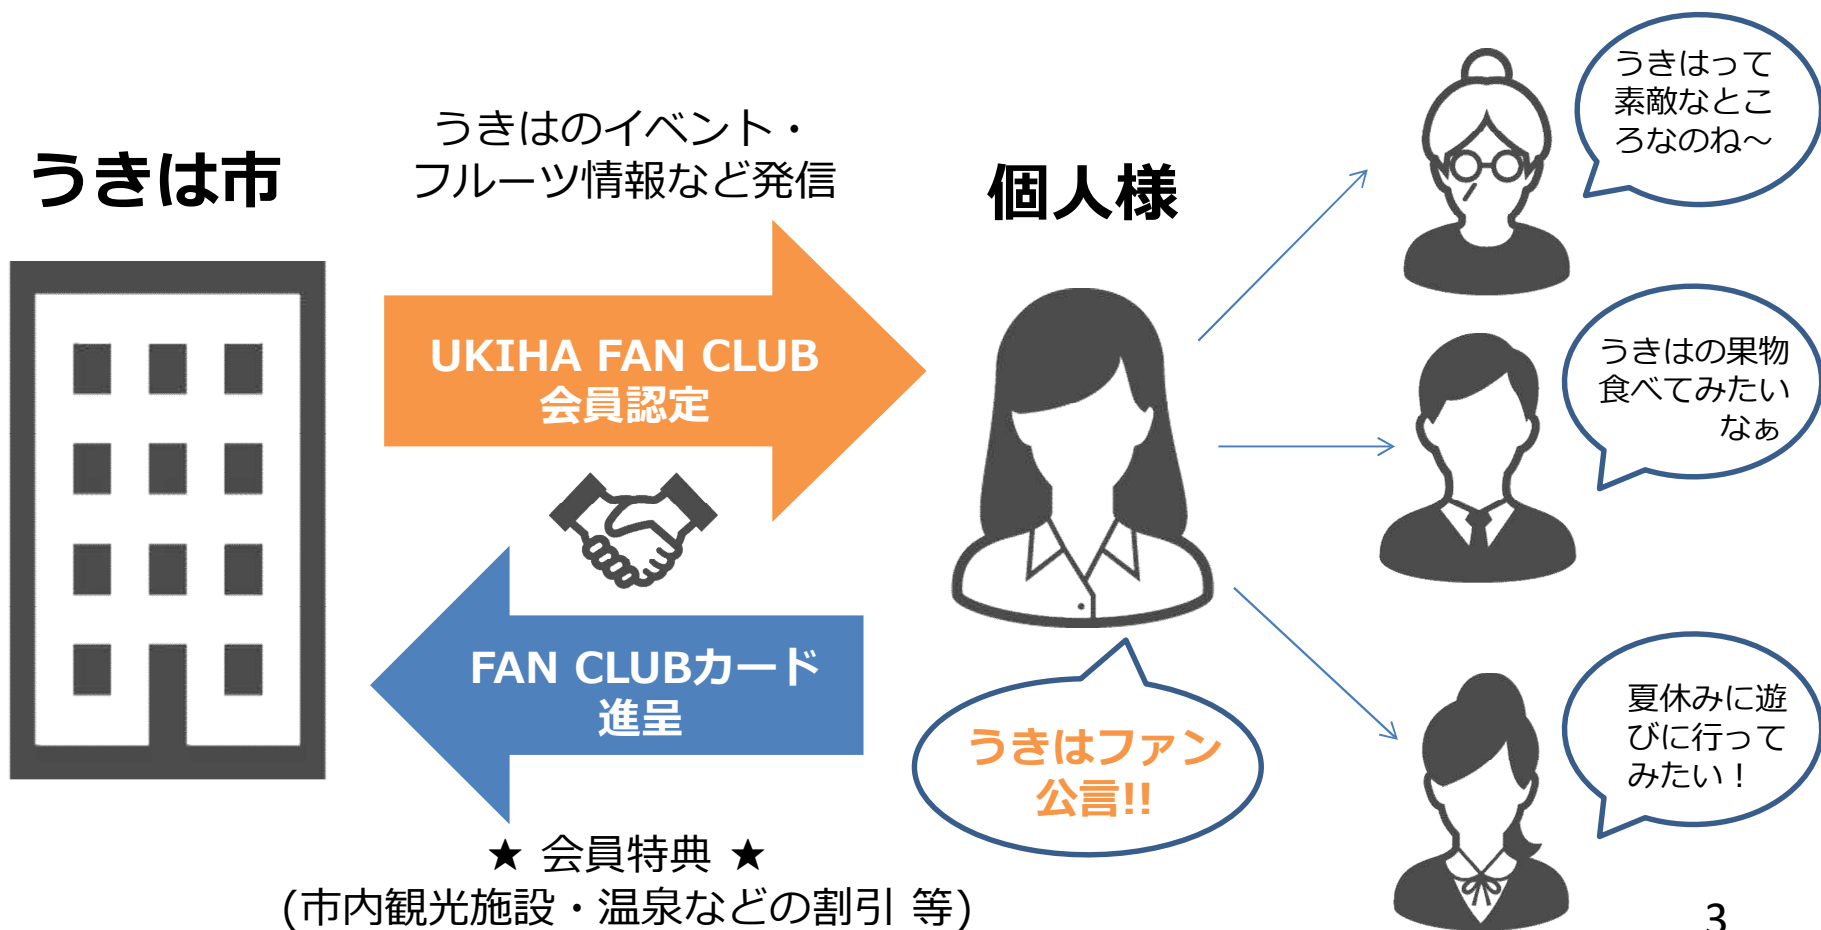 うきは市
うきはのイベント・
フルーツ情報など発信
UKIHA FAN CLUB
会員認定
FAN CLUBカード
進呈
★ 会員特典 ★
(市内観光施設・温泉などの割引 等)
個人様
うきはファン
公言!!
うきはって
素敵なとこ
ろなのね～
うきはの果物
食べてみたい
なぁ
夏休みに遊
びに行って
みたい！
3